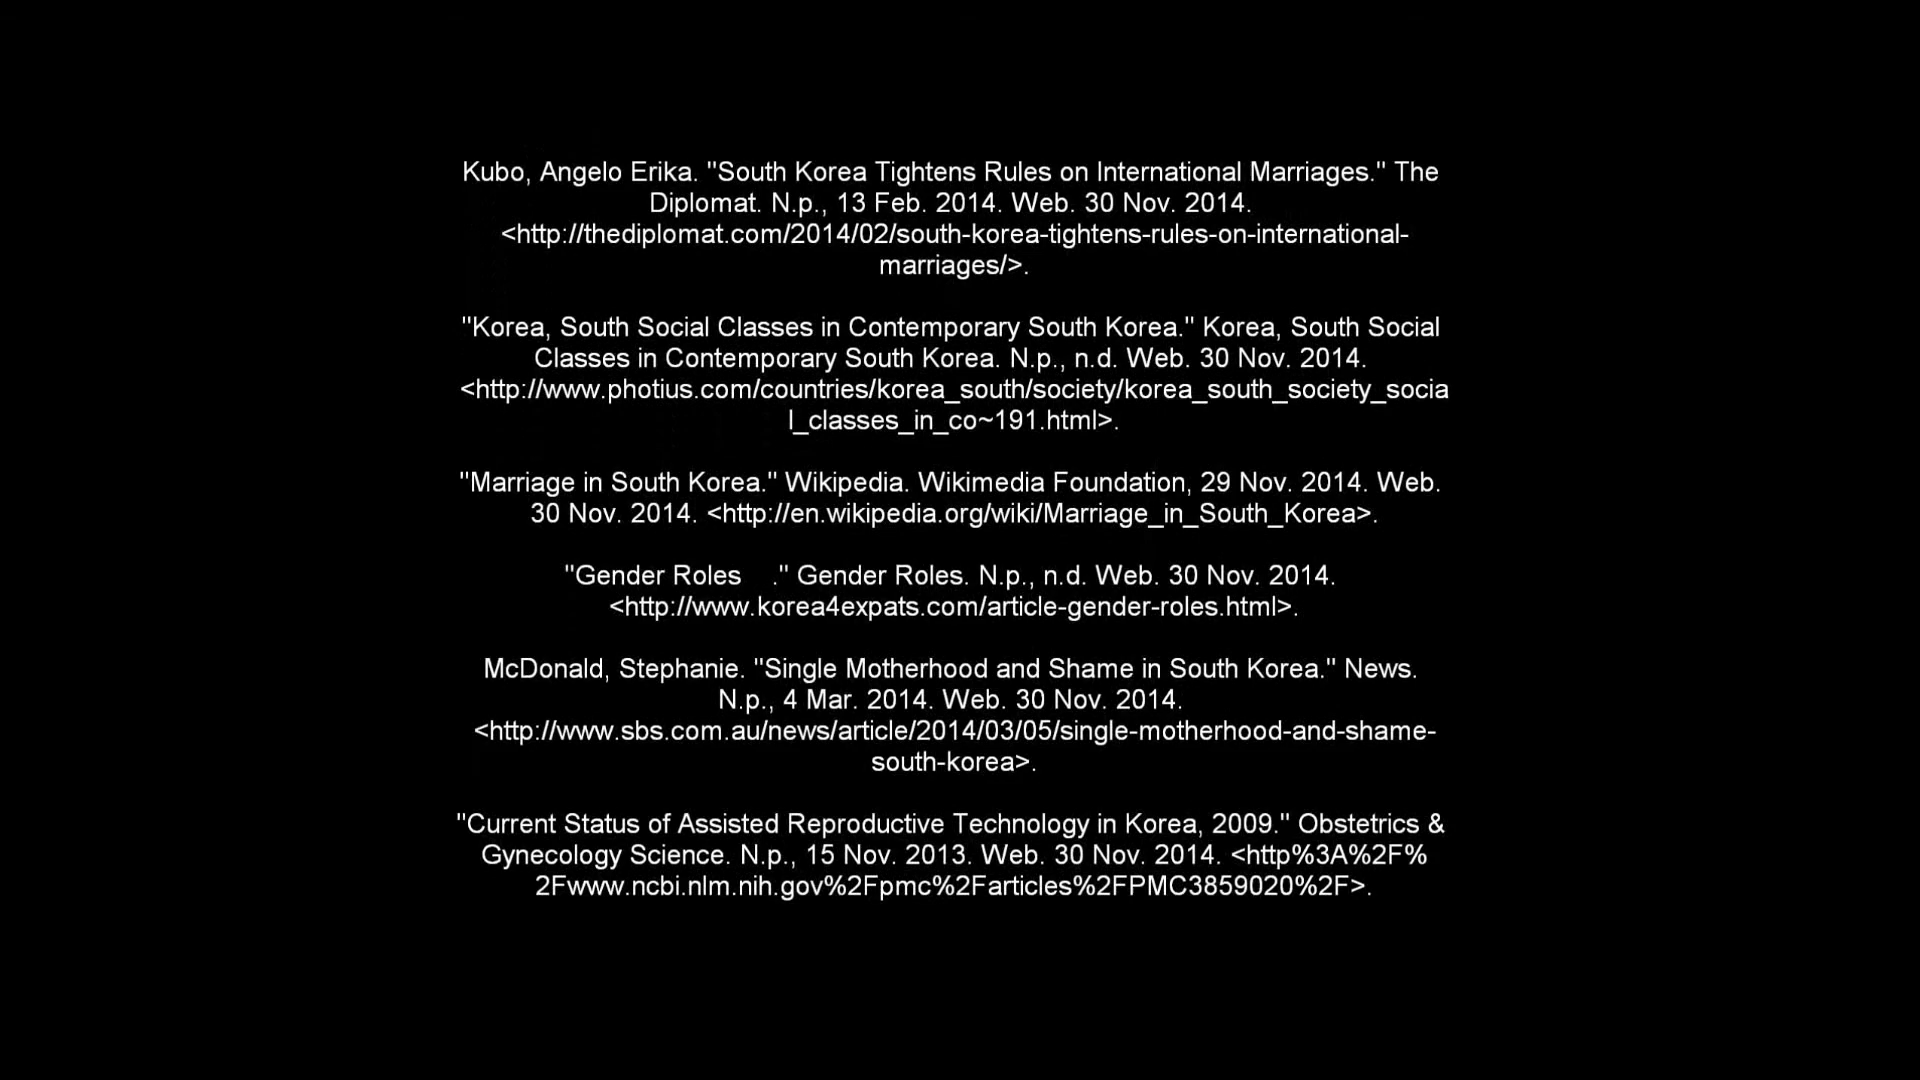 Kubo, Angelo Erika. "South Korea Tightens Rules on International Marriages." The
Diplomat. N.p., 13 Feb. 2014. Web. 30 Nov. 2014.
<http://thediplomat.com/2014/02/south-korea-tightens-rules-on-international-
marriages/>.
"Korea, South Social Classes in Contemporary South Korea." Korea, South Social
Classes in Contemporary South Korea. N.p., n.d. Web. 30 Nov. 2014.
<http://www.photius.com/countries/korea_south/society/korea_south_society_socia
l_classes_in_co~191.html>.
"Marriage in South Korea." Wikipedia. Wikimedia Foundation, 29 Nov. 2014. Web.
30 Nov. 2014. <http://en.wikipedia.org/wiki/Marriage_in_South_Korea>.
"Gender Roles    ." Gender Roles. N.p., n.d. Web. 30 Nov. 2014.
<http://www.korea4expats.com/article-gender-roles.html>.
McDonald, Stephanie. "Single Motherhood and Shame in South Korea." News.
N.p., 4 Mar. 2014. Web. 30 Nov. 2014.
<http://www.sbs.com.au/news/article/2014/03/05/single-motherhood-and-shame-
south-korea>.
"Current Status of Assisted Reproductive Technology in Korea, 2009." Obstetrics &
Gynecology Science. N.p., 15 Nov. 2013. Web. 30 Nov. 2014. <http%3A%2F%
2Fwww.ncbi.nlm.nih.gov%2Fpmc%2Farticles%2FPMC3859020%2F>.